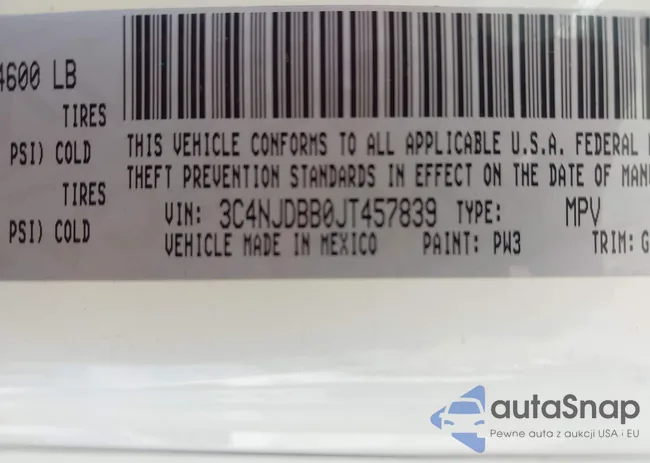 4600 LB
TIRES
PSI) COLD
TIRES
PSI) COLD
THIS VEHICLE CONFORMS TO ALL APPLICABLE U.S.A. FEDERAL
THEFT PREVENTION STANDARDS IN EFFECT ON THE DATE OF MANU
VIN: 3C4NJDBB0JT457839 TYPE: MPV
VEHICLE MADE IN MEXICO PAINT: PW3 TRIM: G
autaSnap
Pewne auta z aukcji USA i EU